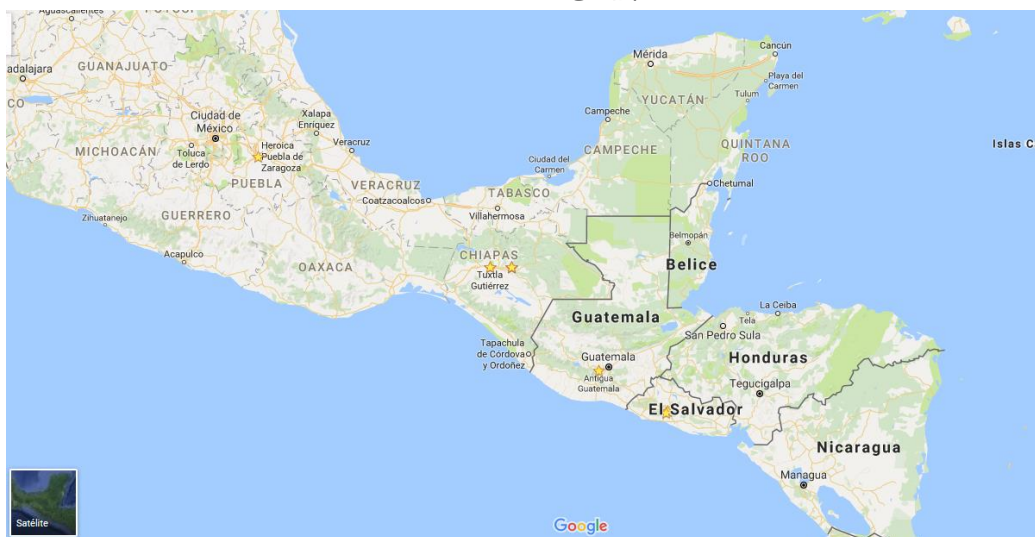 Aguascalientes
Mérida
Cancún
adalajara
GUANAJUATO
Playa del
Carmen
YUCATÁN
Tulum
CO
Ciudad de
México
Xalapa
Enríquez
Campeche
MICHOACÁN
Toluca
de Lerdo
Heroica
Puebla de
Zaragoza
Veracruz
CAMPECHE
QUINTANA
ROO
Islas C
Ciudad del
Carmen
PUEBLA
VERACRUZ
TABASCO
Chetumal
Coatzacoalcos
Villahermosa
Zihuatanejo
GUERRERO
Belmopán
Acapulco
OAXACA
CHIAPAS
Belice
Tuxtla
Gutiérrez
Guatemala
La Ceiba
Tela
San Pedro Sula
Tapachula
de Córdova
y Ordoñez
Guatemala
Honduras
Antigua
Guatemala
Tegucigalpa
El Salvador
Nicaragua
Managua
Satélite
Google